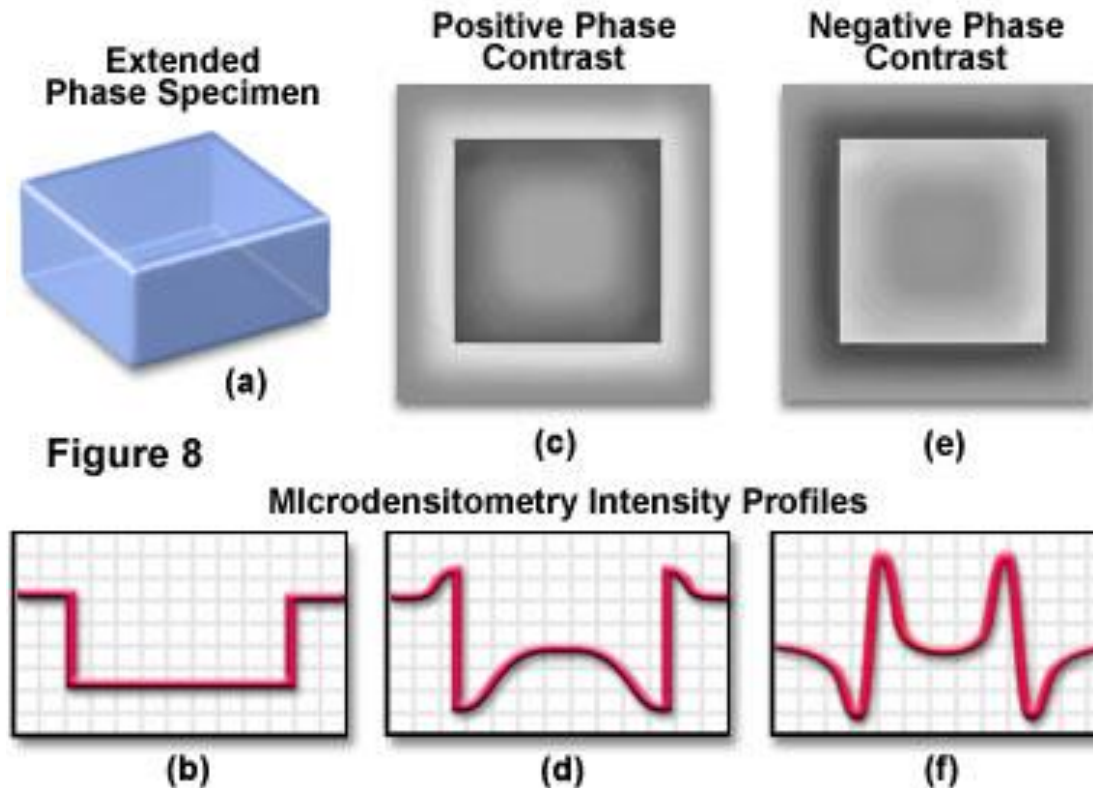 Extended
Phase Specimen
(a)
Positive Phase
Contrast
(c)
Negative Phase
Contrast
(e)
Figure 8
MIcrodensitometry Intensity Profiles
(b)
(d)
(f)